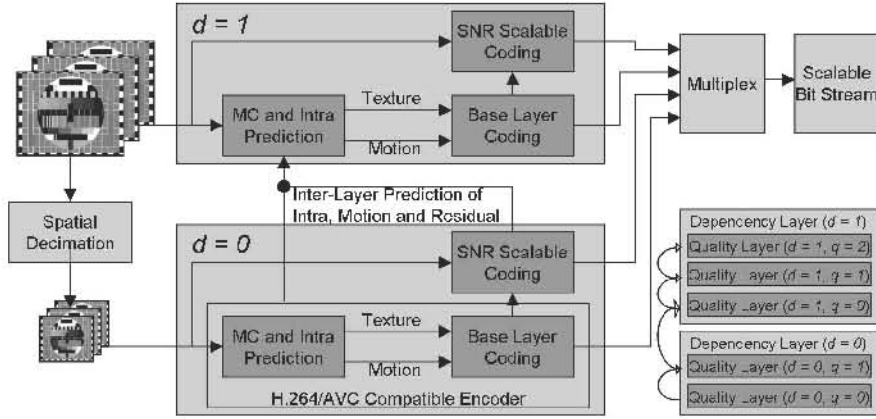 d = 1
SNR Scalable
Coding
MC and Intra
Prediction
Texture
Motion
Base Layer
Coding
Multiplex
Scalable
Bit Stream
Inter-Layer Prediction of
Intra, Motion and Residual
Spatial
Decimation
d = 0
SNR Scalable
Coding
MC and Intra
Prediction
Texture
Motion
Base Layer
Coding
H.264/AVC Compatible Encoder
Dependency Layer (d = 1)
Quality Layer (d = 1, q = 2)
Quality Layer (d = 1, q = 1)
Quality Layer (d = 1, q = 0)
Dependency Layer (d = 0)
Quality Layer (d = 0, q = 1)
Quality Layer (d = 0, q = 0)